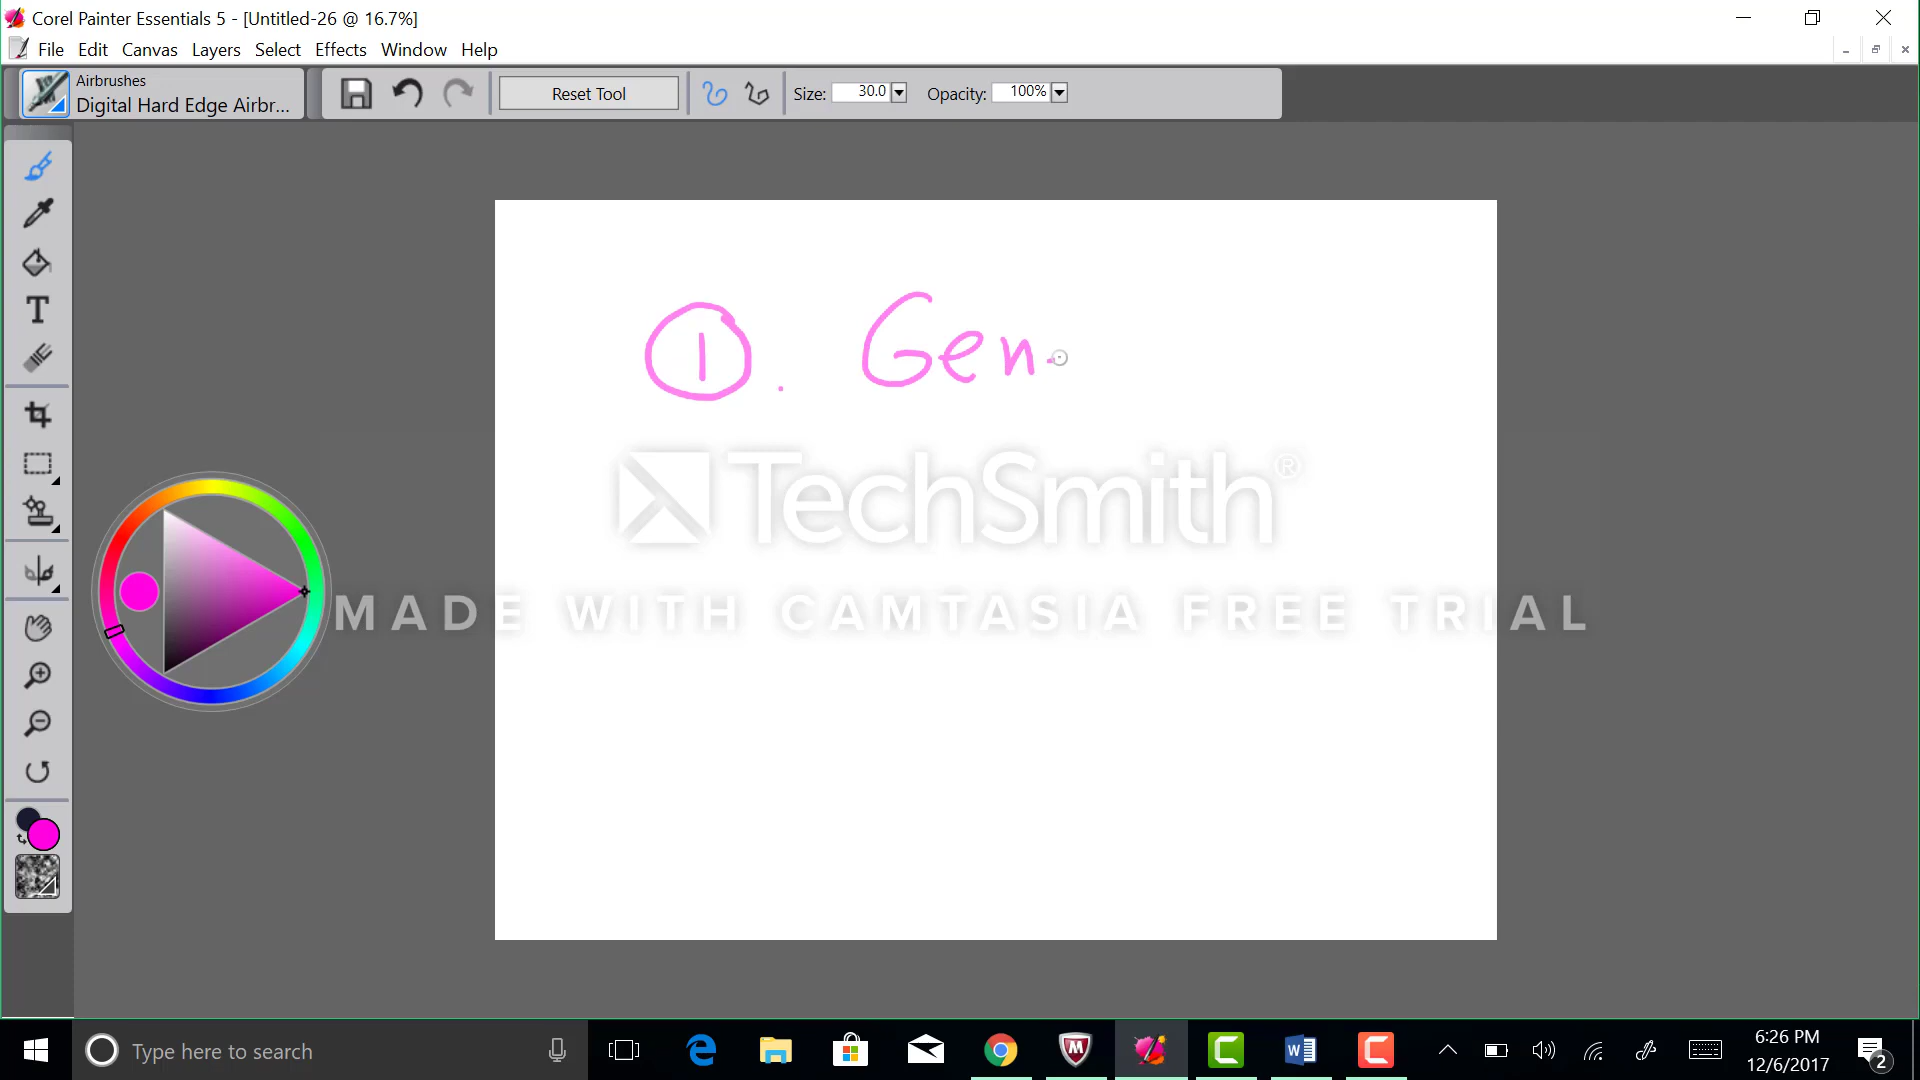 Corel Painter Essentials 5 - [Untitled-26 @ 16.7%]
File Edit Canvas Layers Select Effects Window Help
Airbrushes
Digital Hard Edge Airbr...
Reset Tool
Size: 30.0
Opacity: 100%
1. Gen
TechSmith®
MADE WITH CAMTASIA FREE TRIAL
Type here to search
6:26 PM
12/6/2017
2